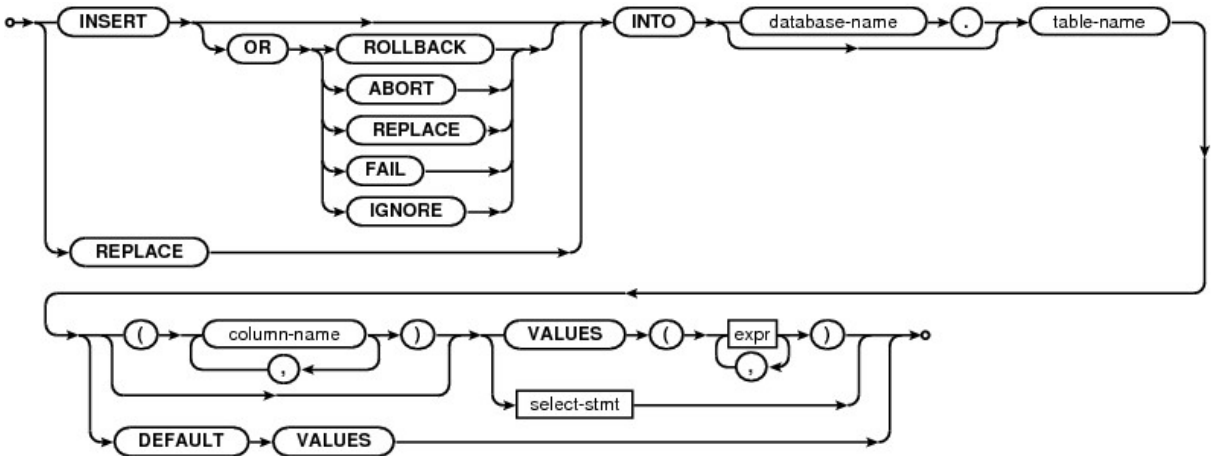 INSERT INTO database-name . table-name
OR ROLLBACK
ABORT
REPLACE
FAIL
IGNORE
REPLACE
( column-name ) VALUES ( expr )
, ,
select-stmt
DEFAULT VALUES